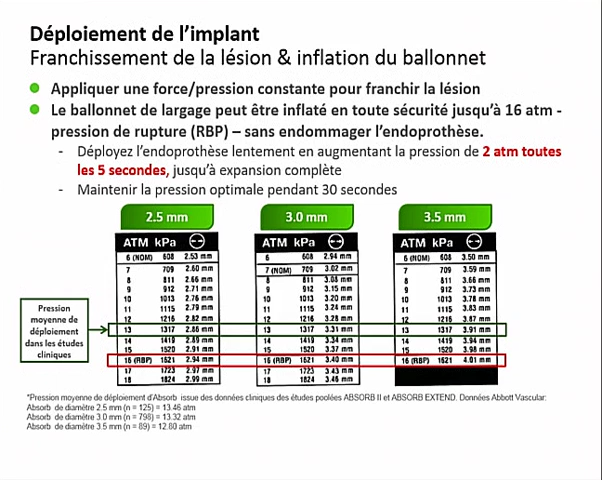 Déploiement de l'implant
Franchissement de la lésion & inflation du ballonnet
Appliquer une force/pression constante pour franchir la lésion
Le ballonnet de largage peut être inflaté en toute sécurité jusqu'à 16 atm -
pression de rupture (RBP) – sans endommager l'endoprothèse.
- Déployez l'endoprothèse lentement en augmentant la pression de 2 atm toutes
les 5 secondes, jusqu'à expansion complète
- Maintenir la pression optimale pendant 30 secondes
2.5 mm 3.0 mm 3.5 mm
ATM kPa ATM kPa ATM kPa
6 (NOM) 608 2.53 mm 6 608 2.94 mm 6 (NOM) 608 3.50 mm
7 709 2.60 mm 7 (NOM) 709 3.02 mm 7 709 3.59 mm
8 811 2.66 mm 8 811 3.08 mm 8 811 3.66 mm
9 912 2.71 mm 9 912 3.15 mm 9 912 3.73 mm
10 1013 2.76 mm 10 1013 3.20 mm 10 1013 3.78 mm
11 1115 2.79 mm 11 1115 3.24 mm 11 1115 3.83 mm
12 1216 2.82 mm 12 1216 3.28 mm 12 1216 3.87 mm
13 1317 2.86 mm 13 1317 3.31 mm 13 1317 3.91 mm
14 1419 2.89 mm 14 1419 3.34 mm 14 1419 3.94 mm
15 1520 2.91 mm 15 1520 3.37 mm 15 1520 3.98 mm
16 (RBP) 1621 2.94 mm 16 (RBP) 1621 3.40 mm 16 (RBP) 1621 4.01 mm
17 1723 2.97 mm 17 1723 3.43 mm
18 1824 2.99 mm 18 1824 3.46 mm
Pression
moyenne de
déploiement
dans les études
cliniques
*Pression moyenne de déploiement d'Absorb issue des données cliniques des études poolées ABSORB II et ABSORB EXTEND. Données Abbott Vascular:
Absorb de diamètre 2.5 mm (n = 125) = 13.46 atm
Absorb de diamètre 3.0 mm (n = 798) = 13.32 atm
Absorb de diamètre 3.5 mm (n = 89) = 12.80 atm